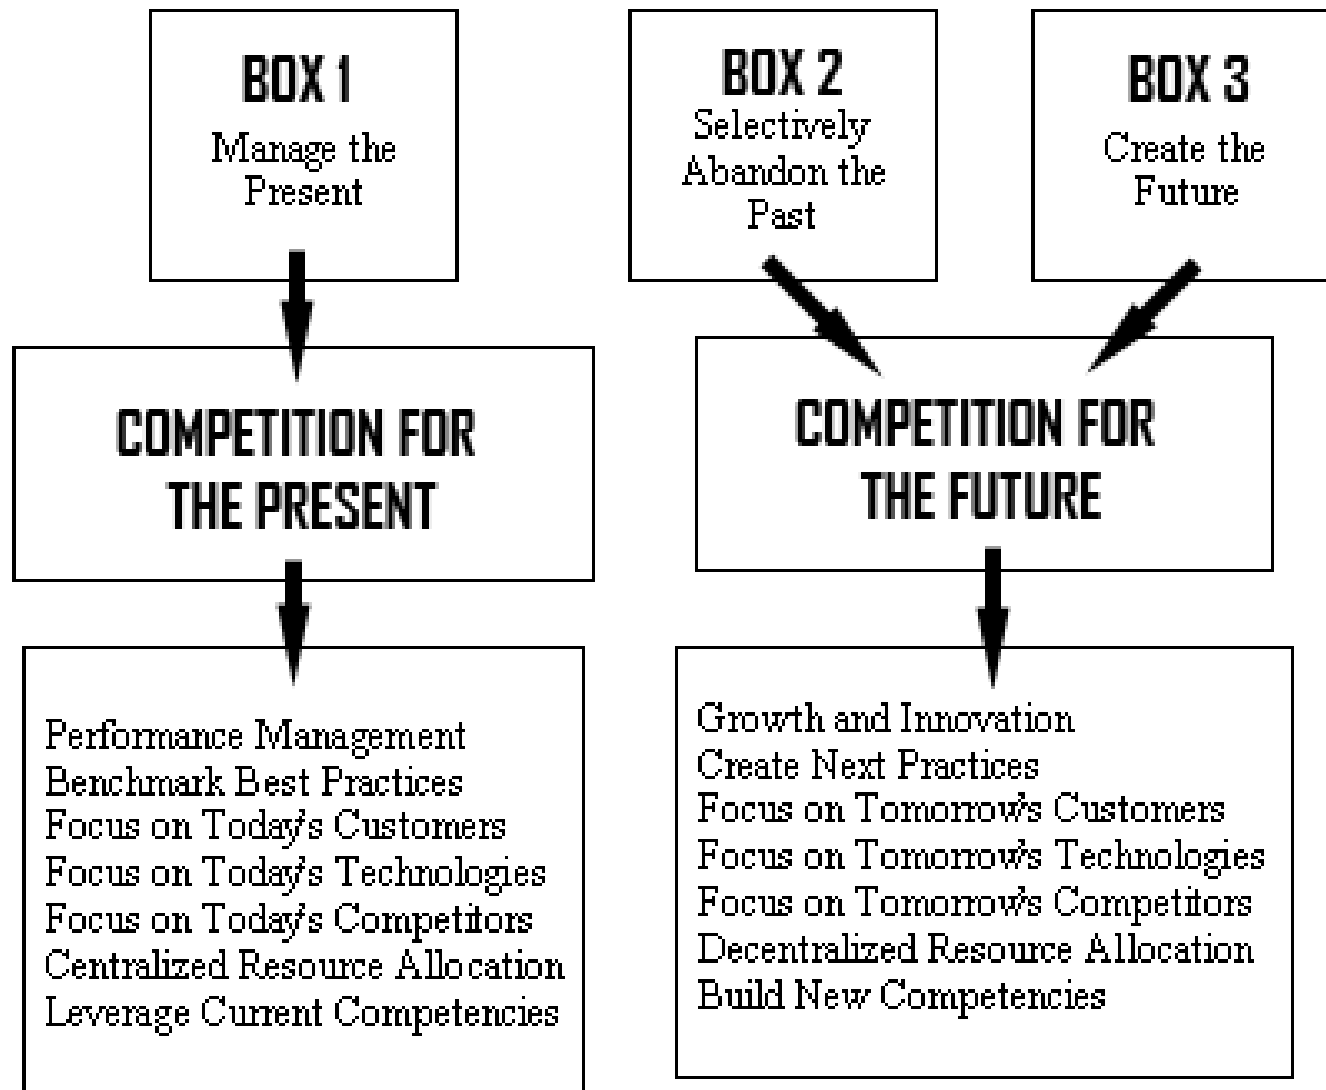 BOX 1
Manage the
Present
BOX 2
Selectively
Abandon the
Past
BOX 3
Create the
Future
COMPETITION FOR
THE PRESENT
COMPETITION FOR
THE FUTURE
Performance Management
Benchmark Best Practices
Focus on Today's Customers
Focus on Today's Technologies
Focus on Today's Competitors
Centralized Resource Allocation
Leverage Current Competencies
Growth and Innovation
Create Next Practices
Focus on Tomorrow's Customers
Focus on Tomorrow's Technologies
Focus on Tomorrow's Competitors
Decentralized Resource Allocation
Build New Competencies